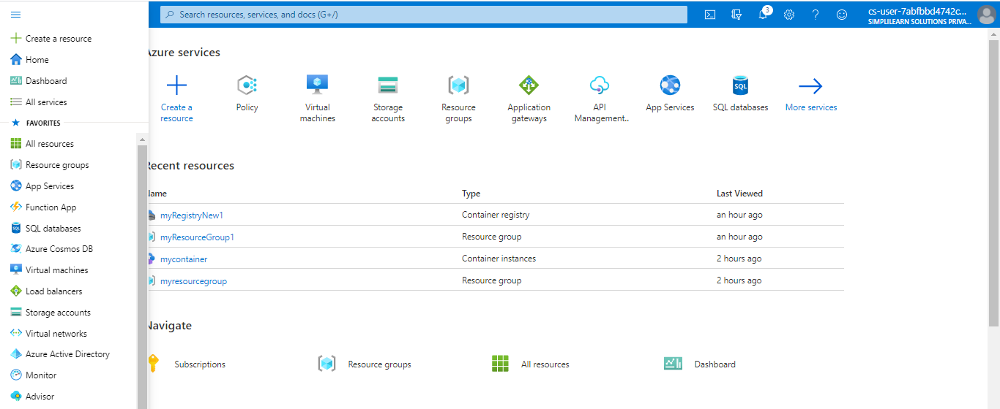 Search resources, services, and docs (G+/)
3
cs-user-7abfbbd4742c...
SIMPLILEARN SOLUTIONS PRIVA...
Create a resource
Home
Dashboard
All services
FAVORITES
All resources
Resource groups
App Services
Function App
SQL databases
Azure Cosmos DB
Virtual machines
Load balancers
Storage accounts
Virtual networks
Azure Active Directory
Monitor
Advisor
Azure services
Create a
resource
Policy
Virtual
machines
Storage
accounts
Resource
groups
Application
gateways
API
Management..
App Services
SQL
SQL databases
More services
Recent resources
Name Type Last Viewed
myRegistryNew1 Container registry an hour ago
myResourceGroup1 Resource group an hour ago
mycontainer Container instances 2 hours ago
myresourcegroup Resource group 2 hours ago
Navigate
Subscriptions Resource groups All resources Dashboard